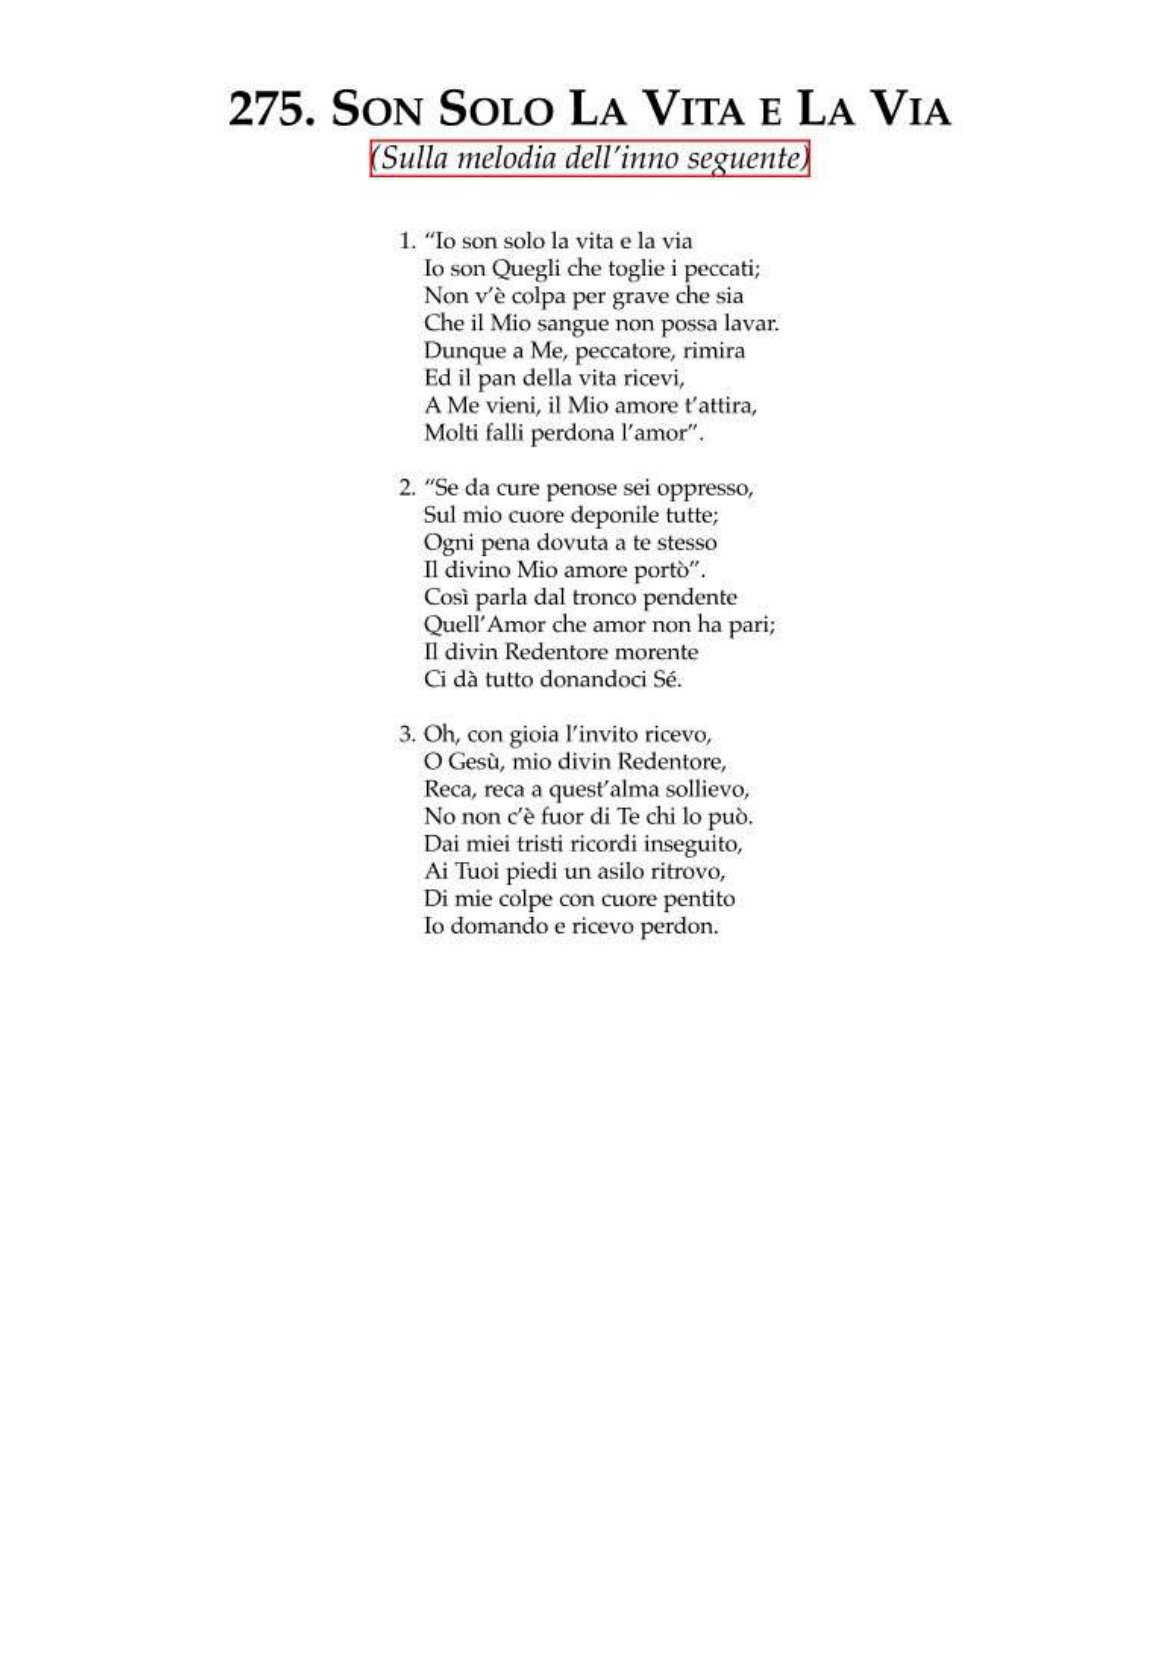 275. Son Solo La Vita e La Via
(Sulla melodia dell'inno seguente)
1. “Io son solo la vita e la via
Io son Quegli che toglie i peccati;
Non v'è colpa per grave che sia
Che il Mio sangue non possa lavar.
Dunque a Me, peccatore, rimira
Ed il pan della vita ricevi,
A Me vieni, il Mio amore t'attira,
Molti falli perdona l'amor”.
2. “Se da cure penose sei oppresso,
Sul mio cuore deponile tutte;
Ogni pena dovuta a te stesso
Il divino Mio amore portò”.
Così parla dal tronco pendente
Quell'Amor che amor non ha pari;
Il divin Redentore morente
Ci dà tutto donandoci Sé.
3. Oh, con gioia l'invito ricevo,
O Gesù, mio divin Redentore,
Reca, reca a quest'alma sollievo,
No non c'è fuor di Te chi lo può.
Dai miei tristi ricordi inseguito,
Ai Tuoi piedi un asilo ritrovo,
Di mie colpe con cuore pentito
Io domando e ricevo perdon.